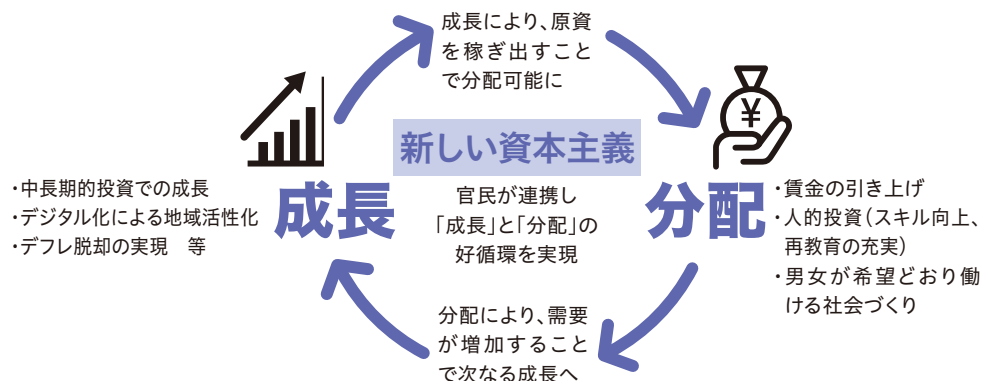 成長により、原資
を稼ぎ出すこと
で分配可能に
¥
新しい資本主義
官民が連携し
「成長」と「分配」の
好循環を実現
成長
・中長期的投資での成長
・デジタル化による地域活性化
・デフレ脱却の実現　等
分配
・賃金の引き上げ
・人的投資(スキル向上、
再教育の充実)
・男女が希望どおり働
ける社会づくり
分配により、需要
が増加すること
で次なる成長へ